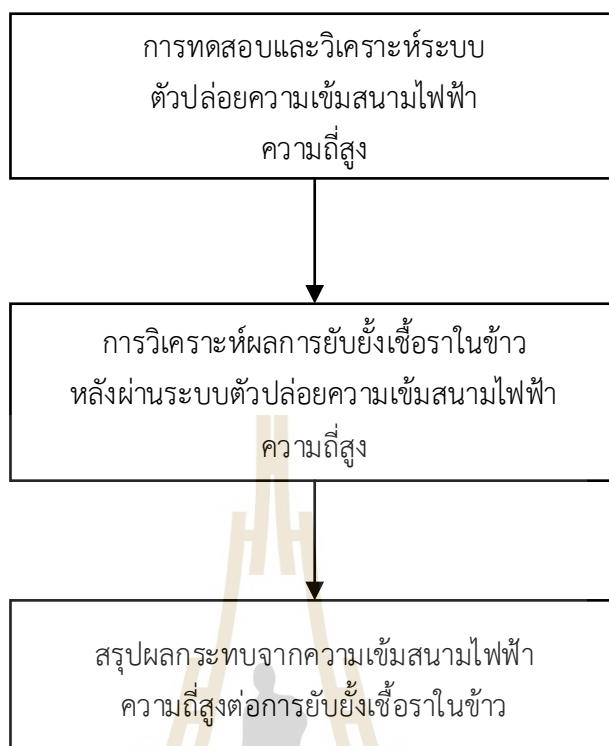 การทดสอบและวิเคราะห์ระบบ
ตัวปล่อยความเข้มสนามไฟฟ้า
ความถี่สูง
การวิเคราะห์ผลการยับยั้งเชื้อราในข้าว
หลังผ่านระบบตัวปล่อยความเข้มสนามไฟฟ้า
ความถี่สูง
สรุปผลกระทบจากความเข้มสนามไฟฟ้า
ความถี่สูงต่อการยับยั้งเชื้อราในข้าว